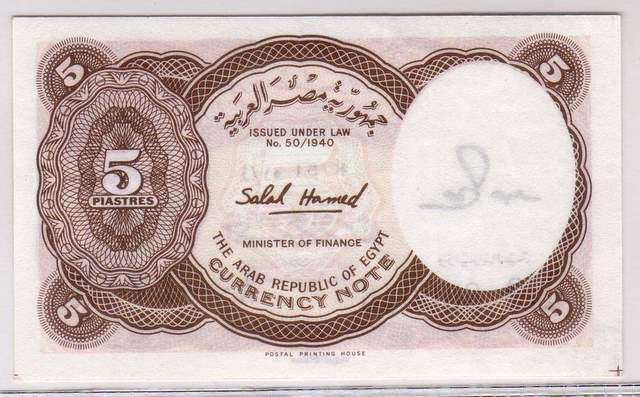 5
5
جمهورية مصر العربية
ISSUED UNDER LAW
No. 50/1940
5
PIASTRES
Salah Hamed
MINISTER OF FINANCE
THE ARAB REPUBLIC OF EGYPT
CURRENCY NOTE
5
5
POSTAL PRINTING HOUSE